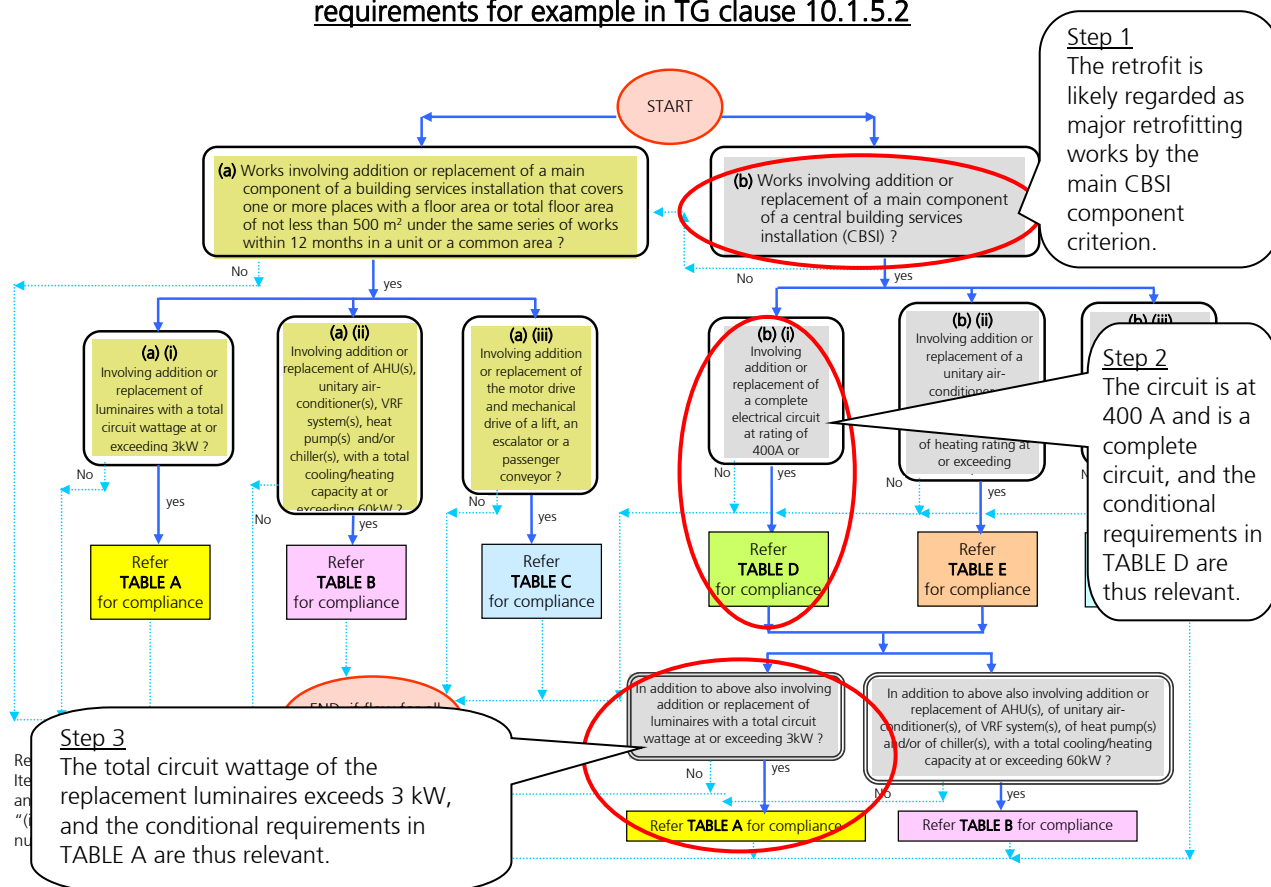 requirements for example in TG clause 10.1.5.2
START
Step 1
The retrofit is
likely regarded as
major retrofitting
works by the
main CBSI
component
criterion.
(a) Works involving addition or replacement of a main
component of a building services installation that covers
one or more places with a floor area or total floor area
of not less than 500 m² under the same series of works
within 12 months in a unit or a common area ?
(b) Works involving addition or
replacement of a main component
of a central building services
installation (CBSI) ?
No
yes
No
yes
(a) (i)
Involving addition or
replacement of
luminaires with a total
circuit wattage at or
exceeding 3kW ?
(a) (ii)
Involving addition or
replacement of AHU(s),
unitary air-
conditioner(s), VRF
system(s), heat
pump(s) and/or
chiller(s), with a total
cooling/heating
capacity at or
exceeding 60kW ?
(a) (iii)
Involving addition
or replacement of
the motor drive
and mechanical
drive of a lift, an
escalator or a
passenger
conveyor ?
(b) (i)
Involving
addition or
replacement of
a complete
electrical circuit
at rating of
400A or
(b) (ii)
Involving addition or
replacement of a
unitary air-
of heating rating at
or exceeding
(b) (iii)
Step 2
The circuit is at
400 A and is a
complete
circuit, and the
conditional
requirements in
TABLE D are
thus relevant.
No
yes
No
yes
No
yes
No
yes
No
yes
Refer
TABLE A
for compliance
Refer
TABLE B
for compliance
Refer
TABLE C
for compliance
Refer
TABLE D
for compliance
Refer
TABLE E
for compliance
In addition to above also involving
addition or replacement of
luminaires with a total circuit
wattage at or exceeding 3kW ?
In addition to above also involving addition or
replacement of AHU(s), of unitary air-
conditioner(s), of VRF system(s), of heat pump(s)
and/or of chiller(s), with a total cooling/heating
capacity at or exceeding 60kW ?
No
yes
No
yes
Refer TABLE A for compliance
Refer TABLE B for compliance
Step 3
The total circuit wattage of the
replacement luminaires exceeds 3 kW,
and the conditional requirements in
TABLE A are thus relevant.